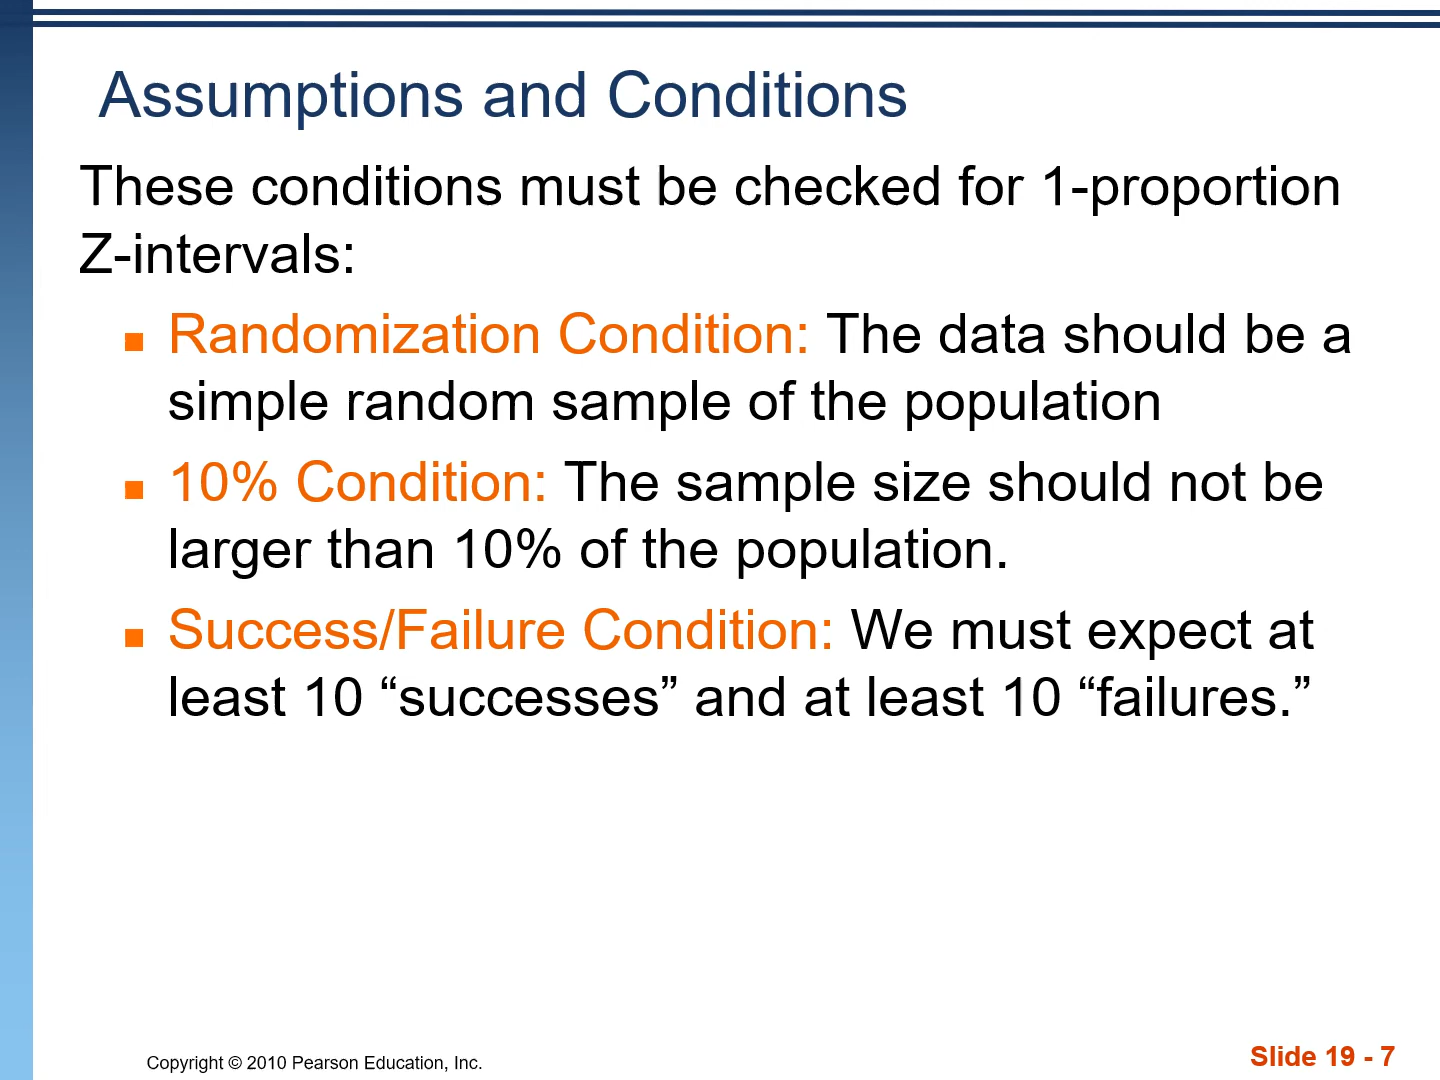 Assumptions and Conditions
These conditions must be checked for 1-proportion
Z-intervals:
Randomization Condition: The data should be a
simple random sample of the population
10% Condition: The sample size should not be
larger than 10% of the population.
Success/Failure Condition: We must expect at
least 10 “successes” and at least 10 “failures.”
Copyright © 2010 Pearson Education, Inc.
Slide 19 - 7